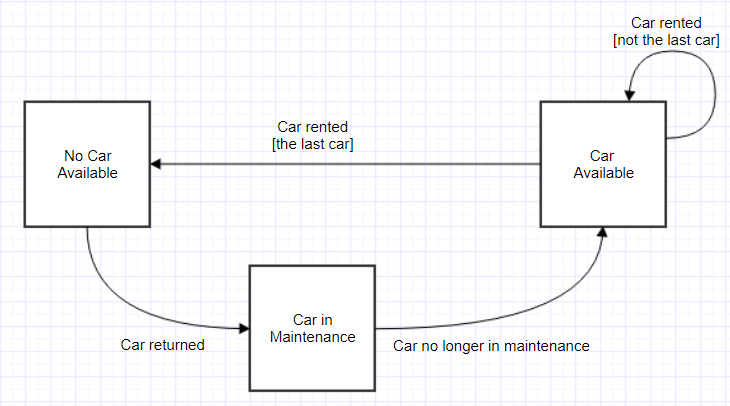 Car rented
[not the last car]
Car rented
[the last car]
No Car
Available
Car
Available
Car in
Maintenance
Car returned
Car no longer in maintenance